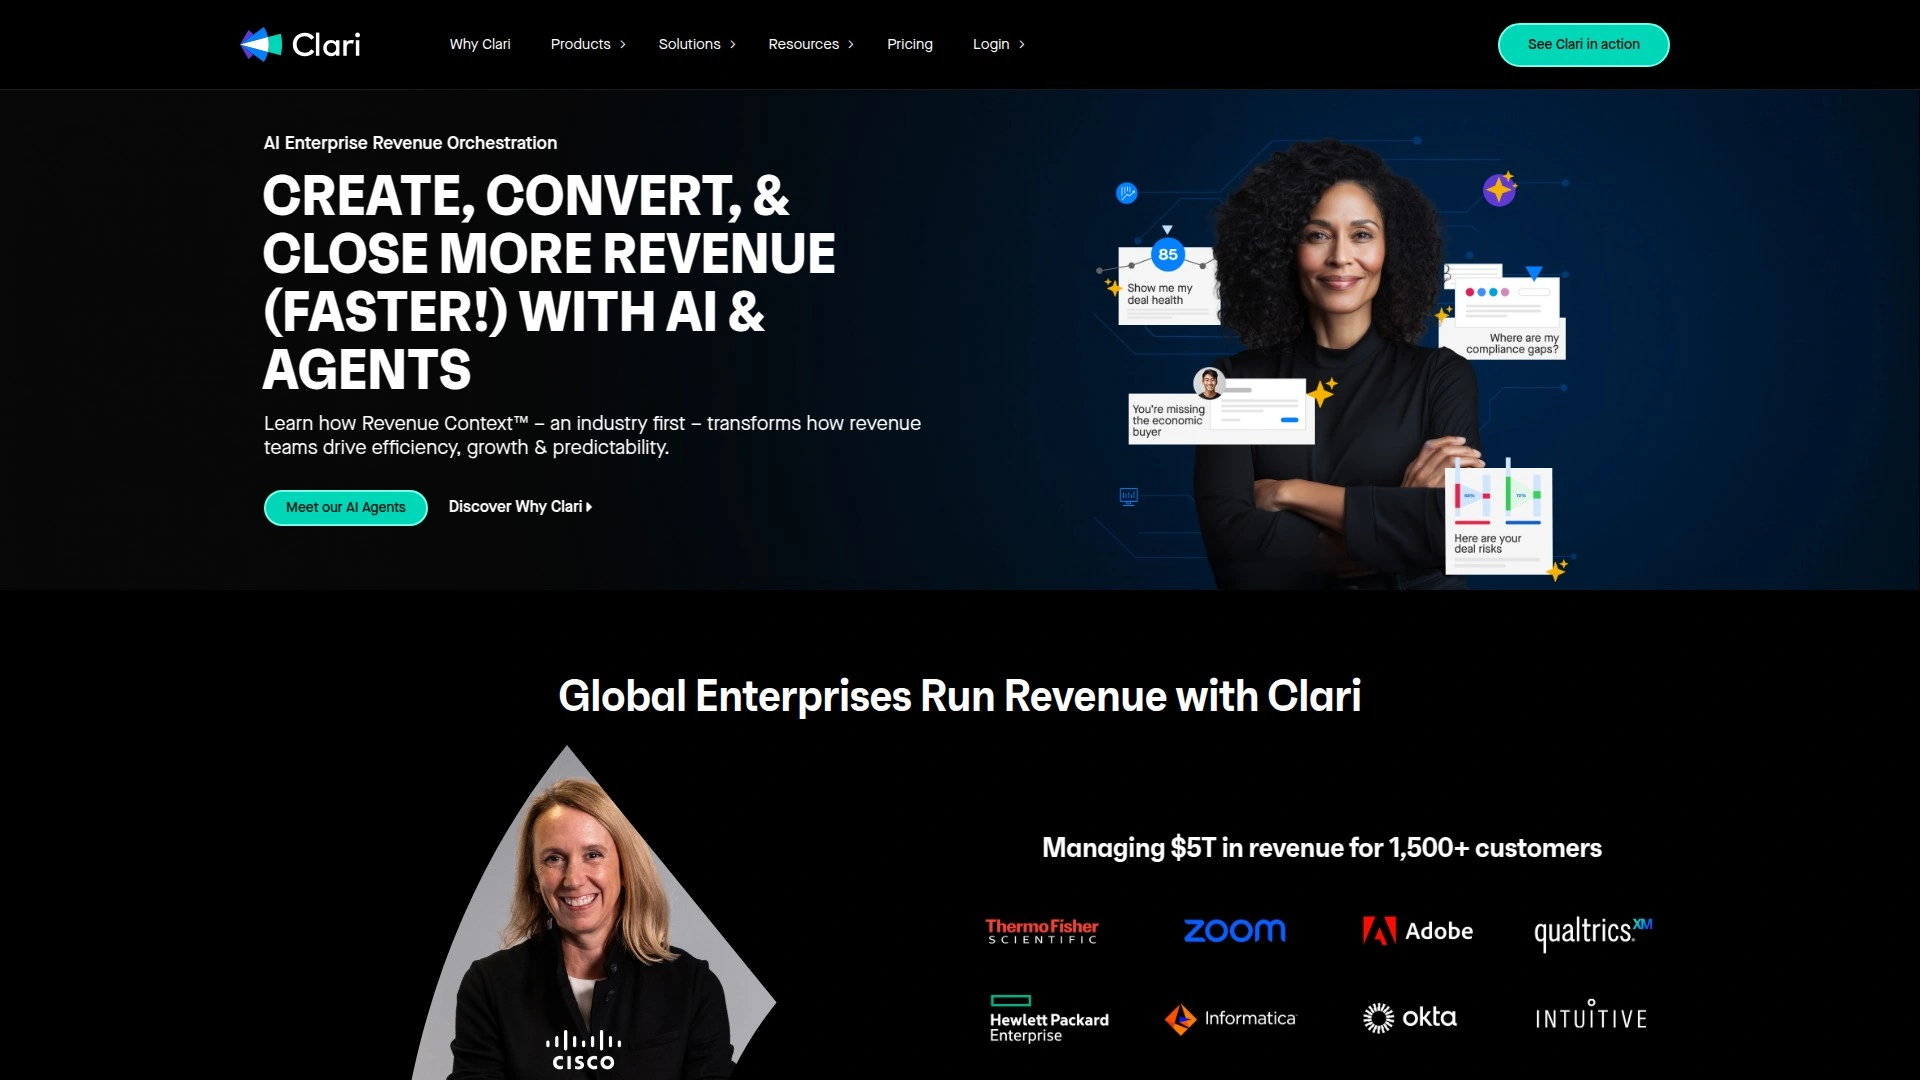 Clari
Why Clari
Products
Solutions
Resources
Pricing
Login
See Clari in action
AI Enterprise Revenue Orchestration
CREATE, CONVERT, &
CLOSE MORE REVENUE
(FASTER!) WITH AI &
AGENTS
Learn how Revenue Context™ – an industry first – transforms how revenue
teams drive efficiency, growth & predictability.
Meet our AI Agents
Discover Why Clari
85
Show me my
deal health
Where are my
compliance gaps?
You're missing
the economic
buyer
Here are your
deal risks
Global Enterprises Run Revenue with Clari
CISCO
Managing $5T in revenue for 1,500+ customers
ThermoFisher
SCIENTIFIC
zoom
Adobe
qualtrics.XM
Hewlett Packard
Enterprise
Informatica
okta
INTUITIVE